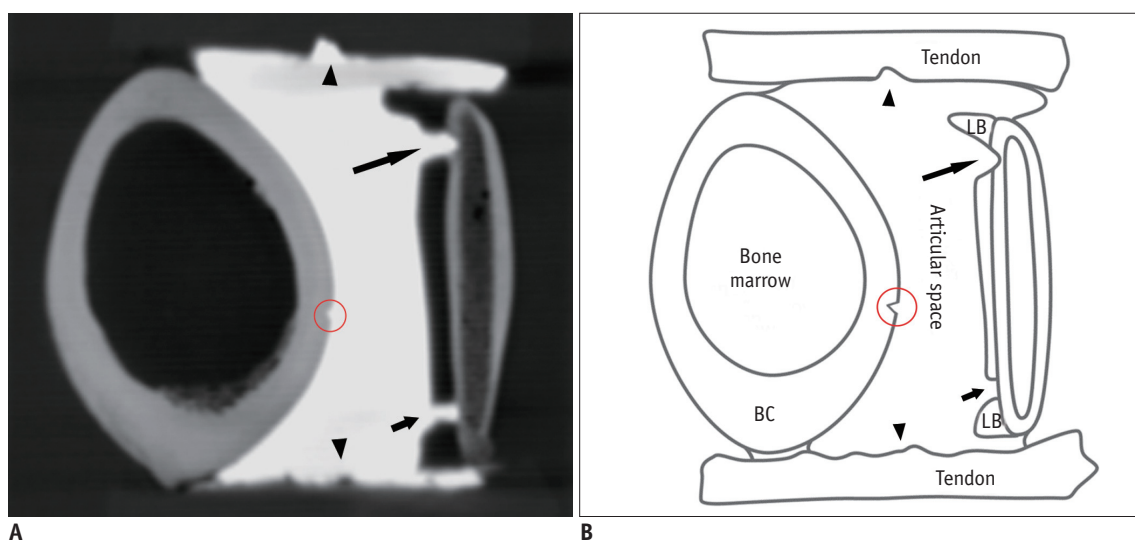 Tendon
LB
Articular space
Bone
marrow
BC
LB
Tendon
A
B